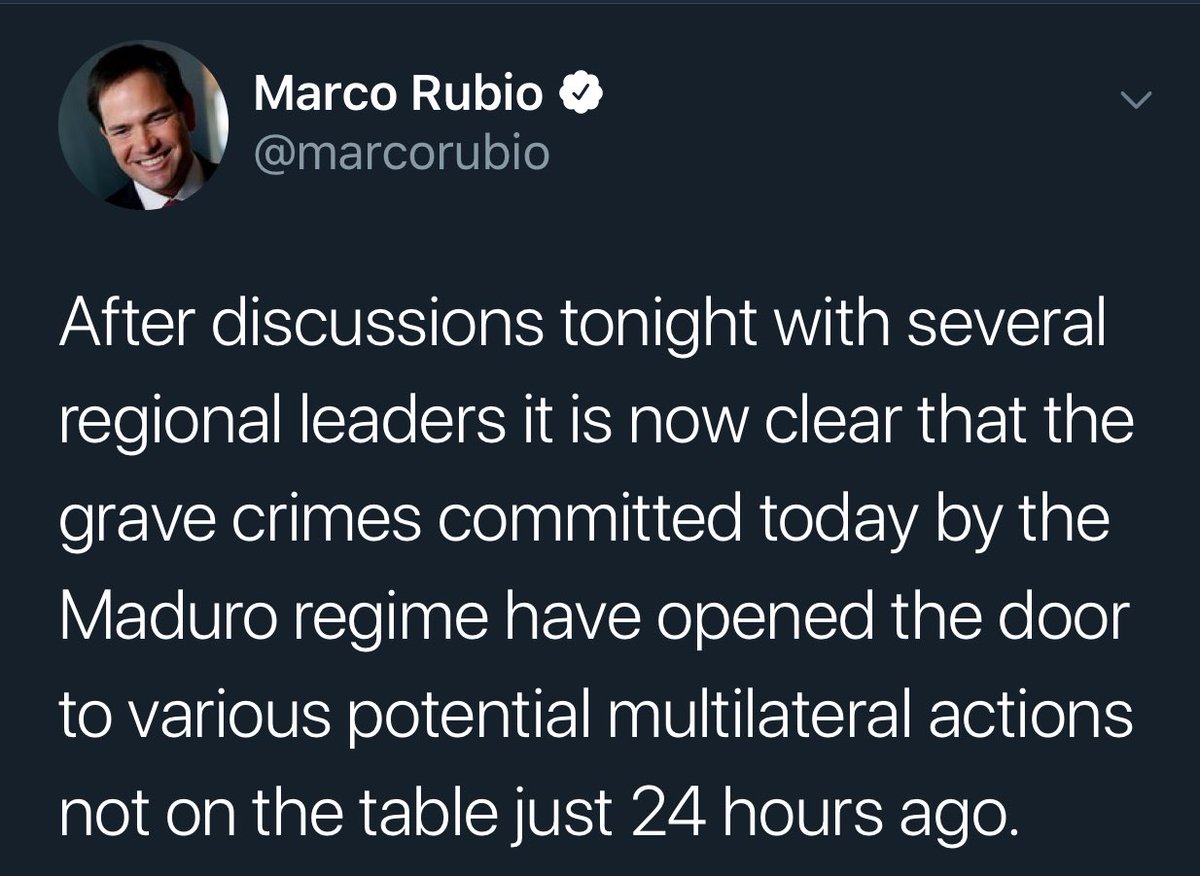 Marco Rubio
@marcorubio
After discussions tonight with several
regional leaders it is now clear that the
grave crimes committed today by the
Maduro regime have opened the door
to various potential multilateral actions
not on the table just 24 hours ago.